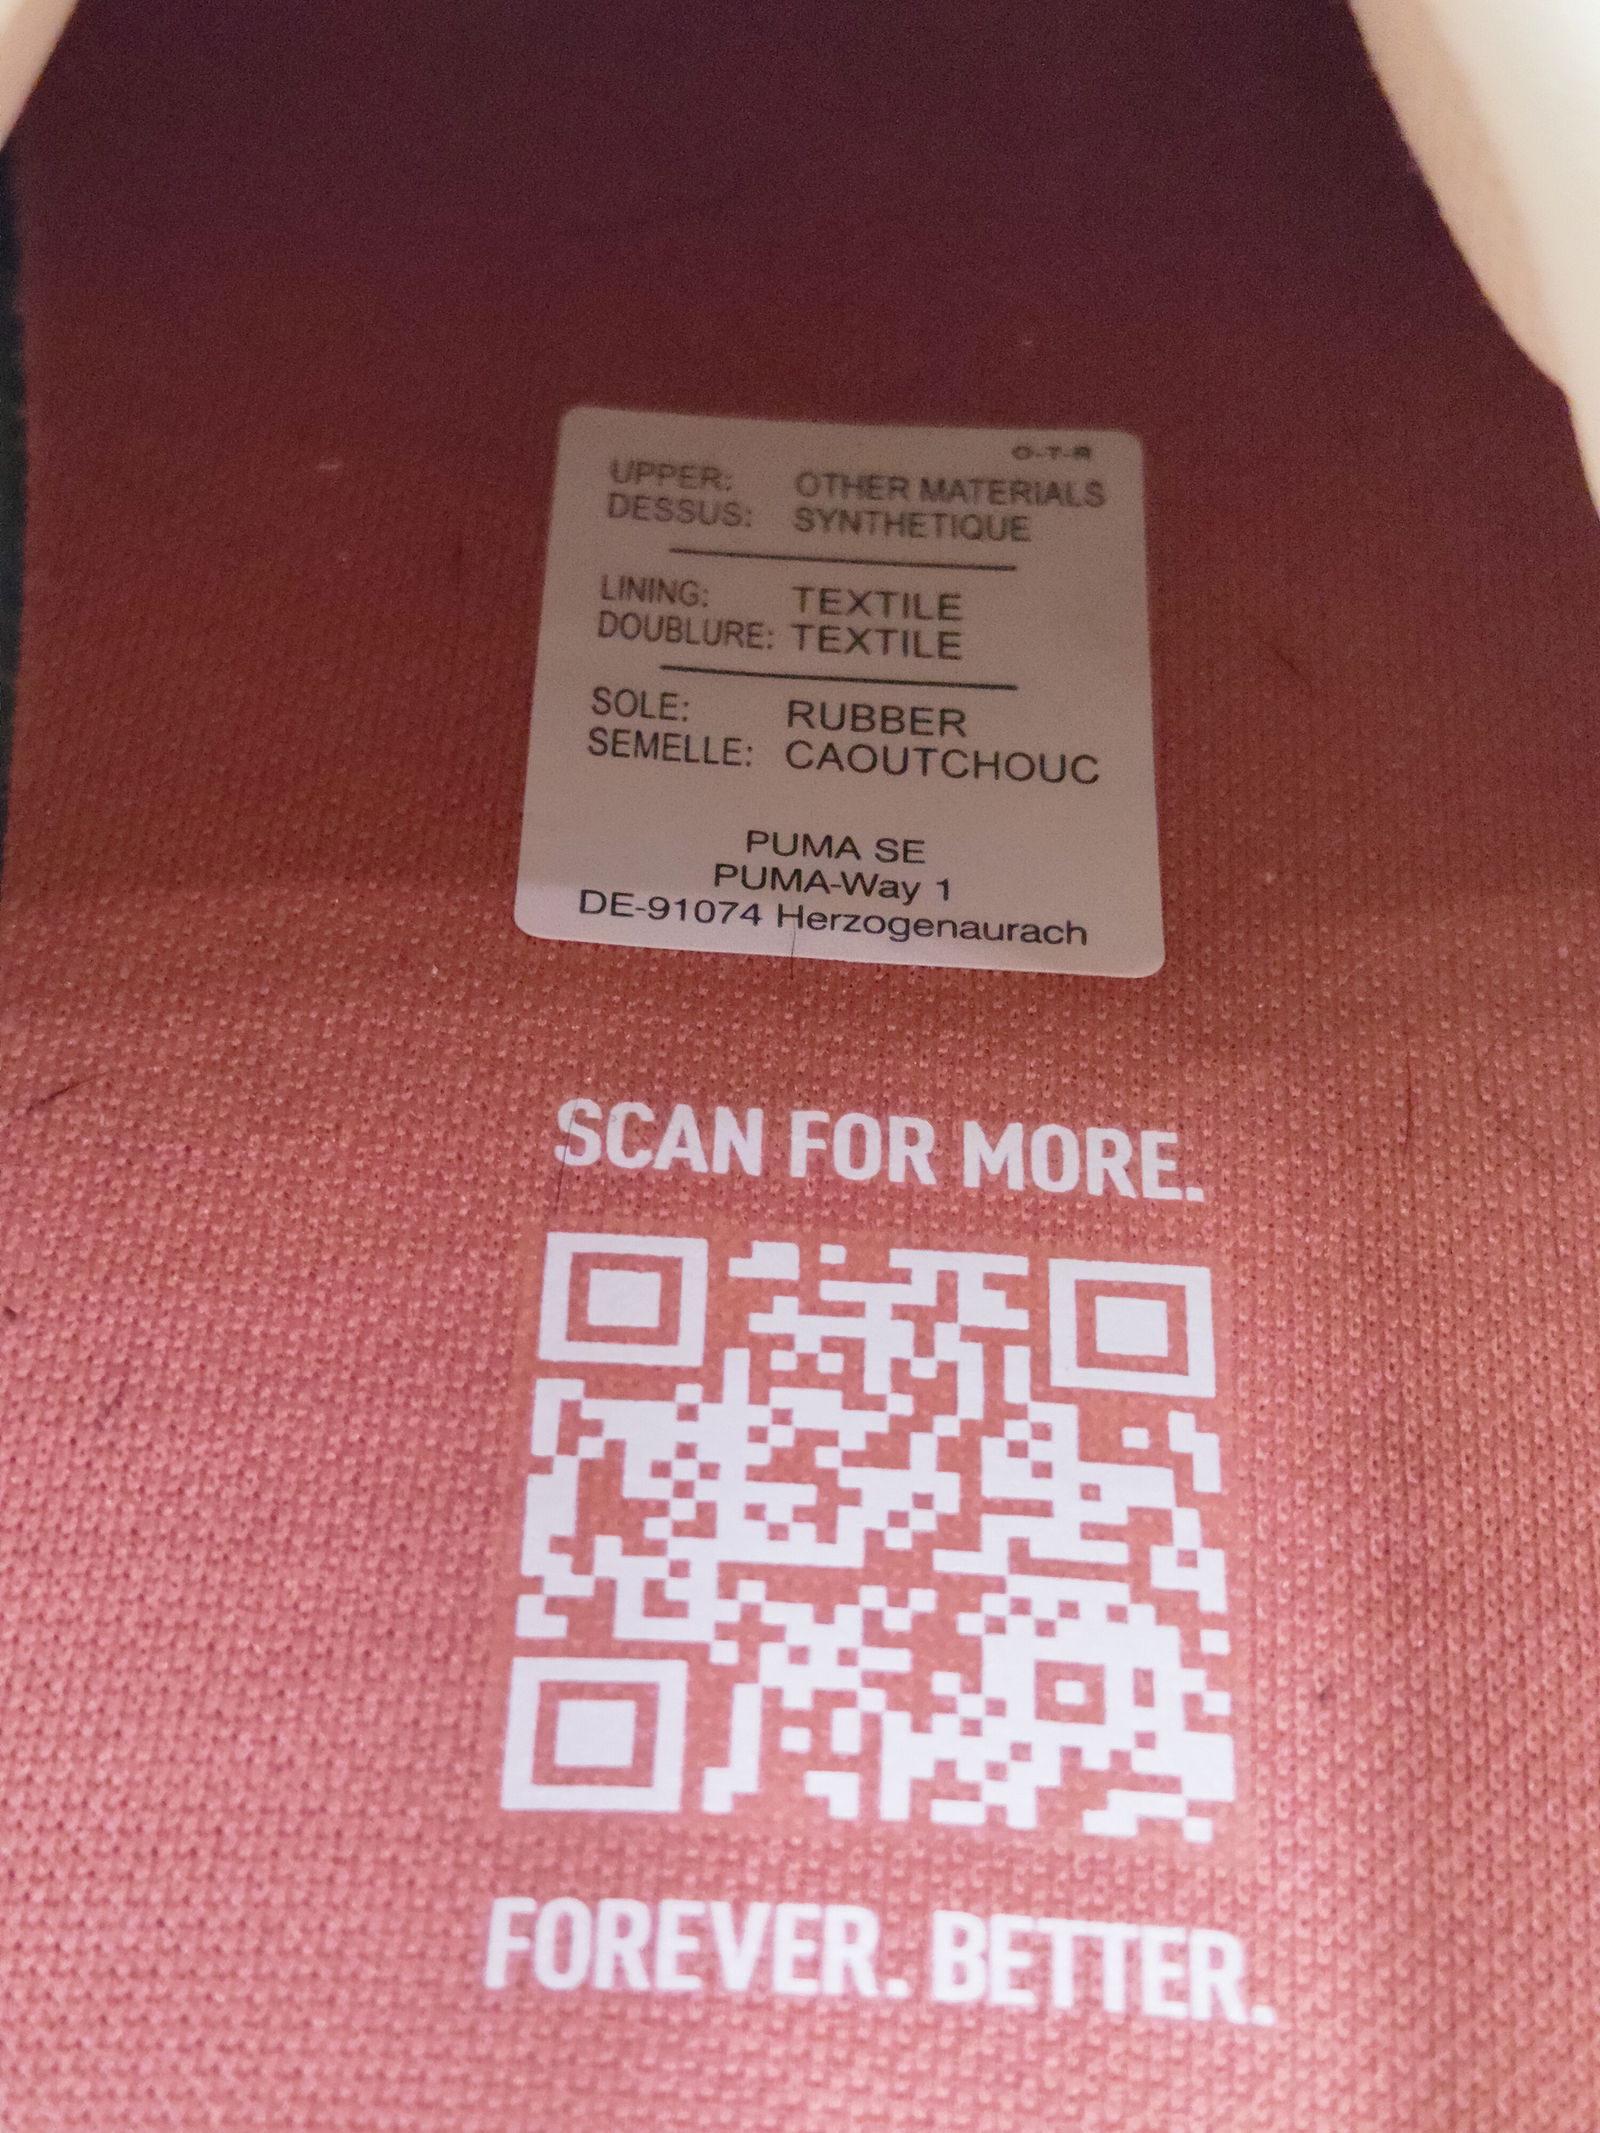 O-T-R
UPPER: OTHER MATERIALS
DESSUS: SYNTHETIQUE
LINING: TEXTILE
DOUBLURE: TEXTILE
SOLE: RUBBER
SEMELLE: CAOUTCHOUC
PUMA SE
PUMA-Way 1
DE-91074 Herzogenaurach
SCAN FOR MORE.
FOREVER. BETTER.